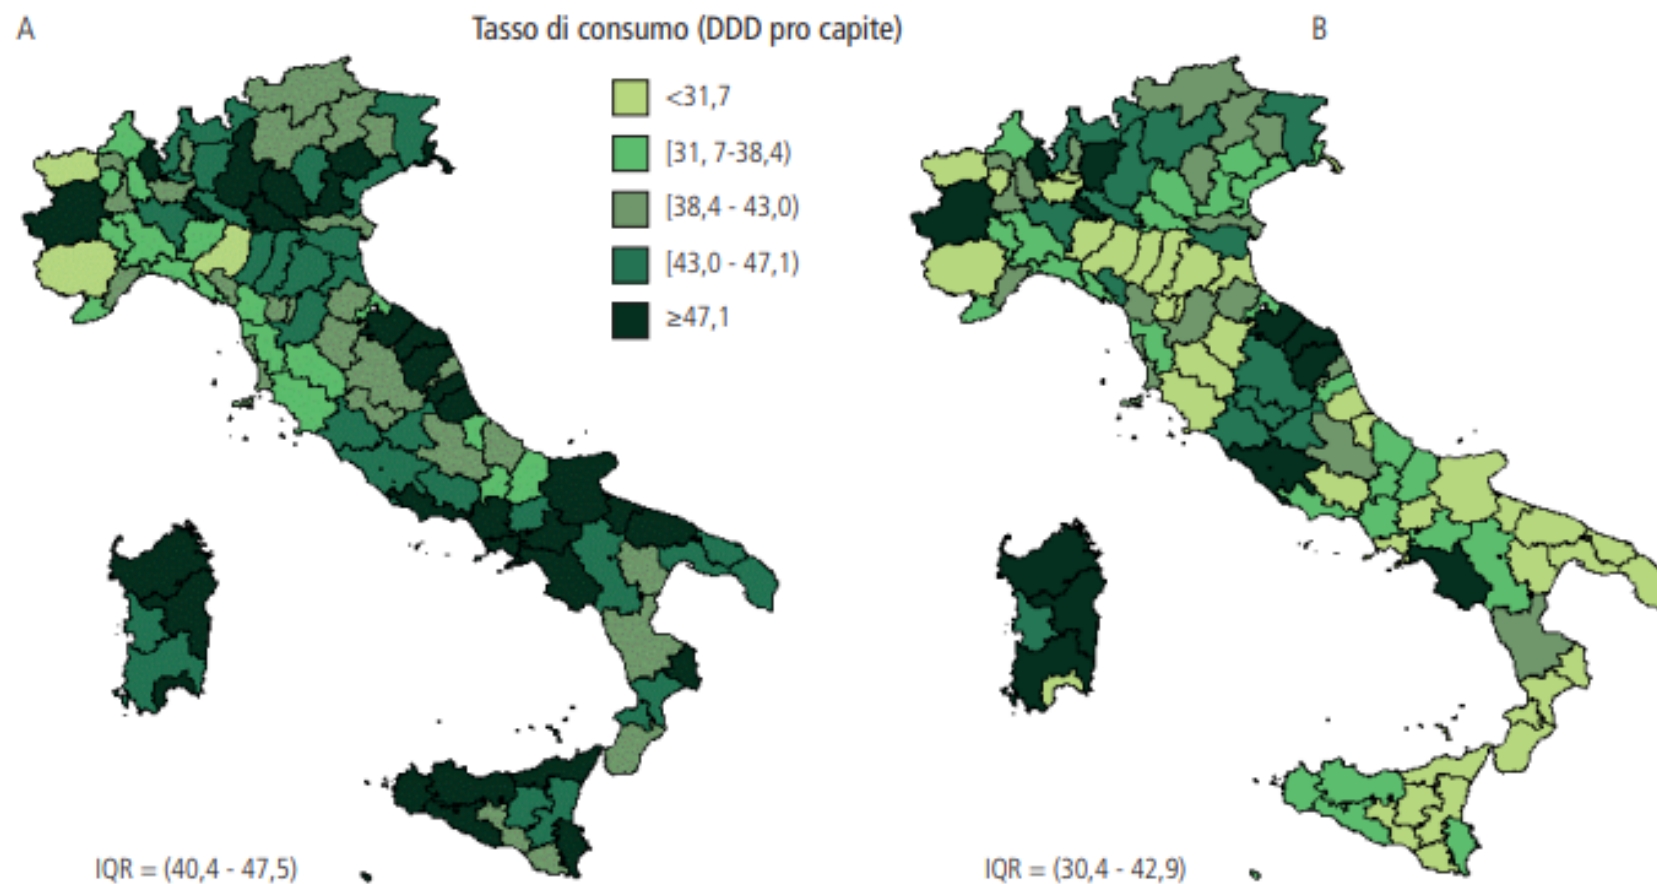 A
Tasso di consumo (DDD pro capite)
B
<31,7
[31, 7-38,4)
[38,4 - 43,0)
[43,0 - 47,1)
≥47,1
IQR = (40,4 - 47,5)
IQR = (30,4 - 42,9)